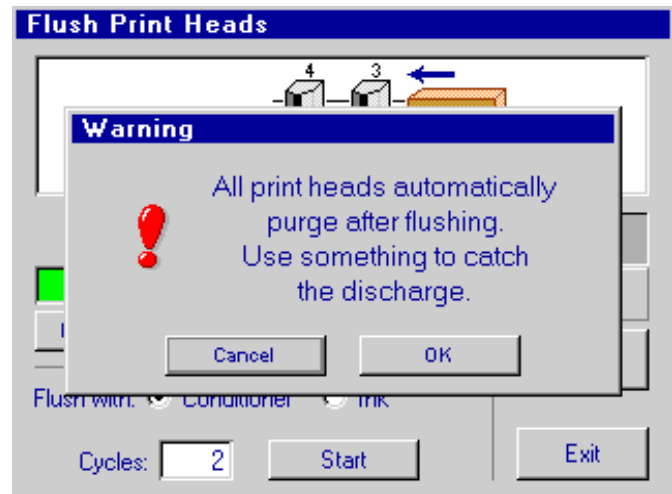 Flush Print Heads
4 3
Warning
All print heads automatically
purge after flushing.
Use something to catch
the discharge.
Cancel OK
Flush with: Conditioner Ink
Cycles: 2 Start Exit